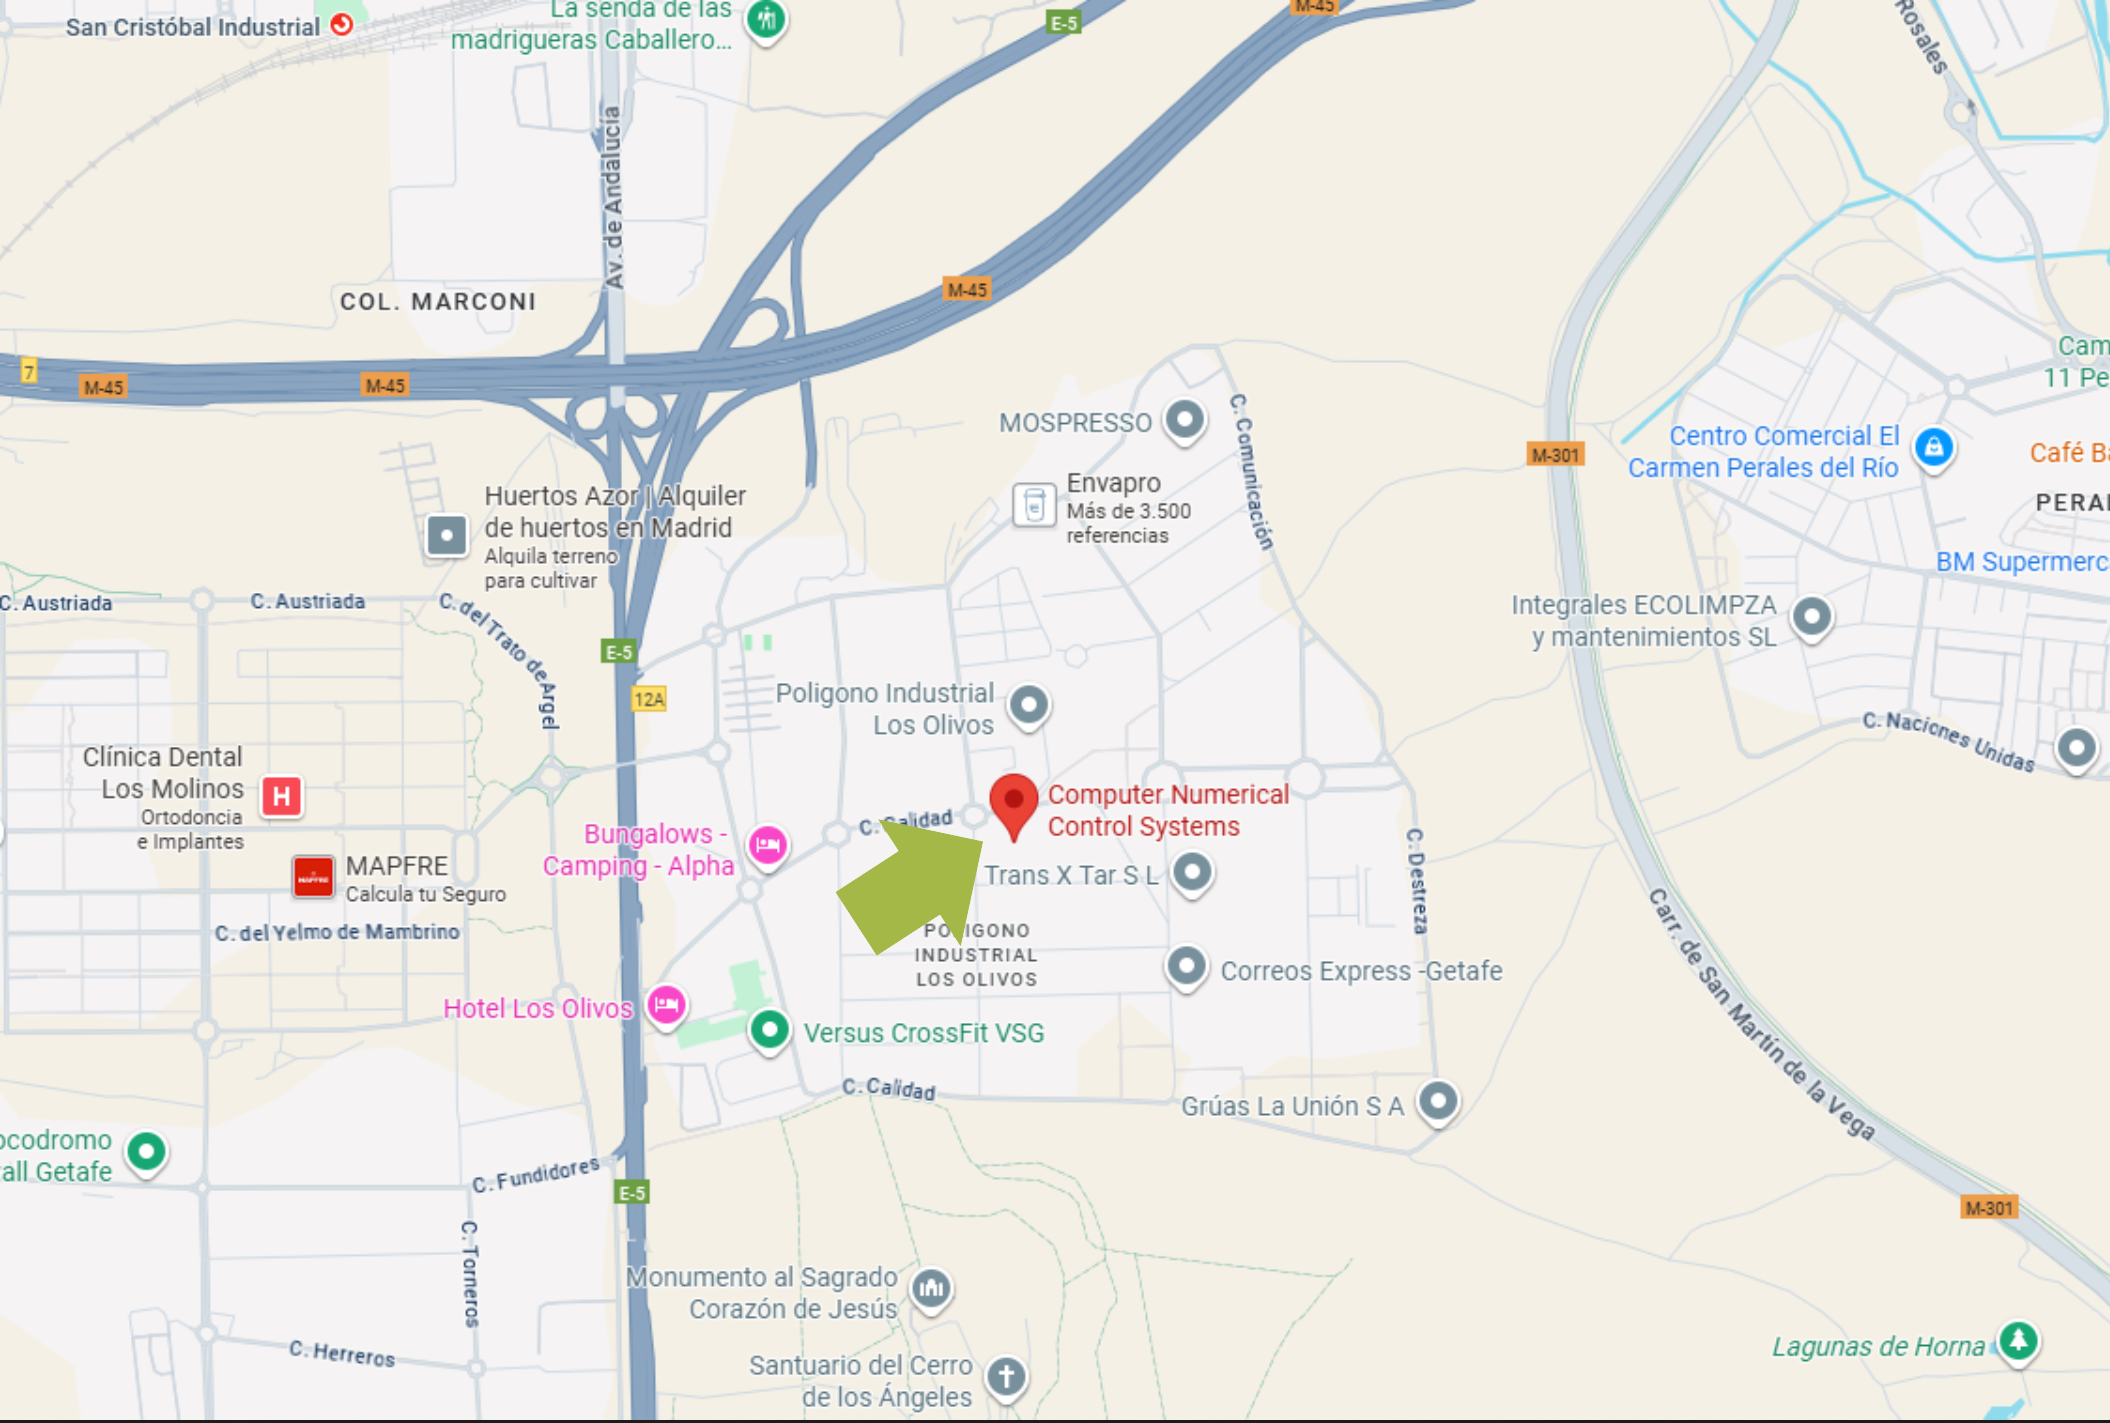 La senda de las
madrigueras Caballero...
San Cristóbal Industrial
E-5
M-45
Rosales
Av. de Andalucía
COL. MARCONI
M-45
7
M-45
M-45
MOSPRESSO
C. Comunicación
Envapro
Más de 3.500
referencias
M-301
Centro Comercial El
Carmen Perales del Río
Cam
11 Pe
Café Ba
PERAL
BM Supermerc
Huertos Azor | Alquiler
de huertos en Madrid
Alquila terreno
para cultivar
C. Austriada
C. Austriada
C. del Trato de Argel
E-5
12A
Integrales ECOLIMPZA
y mantenimientos SL
Poligono Industrial
Los Olivos
C. Naciones Unidas
Clínica Dental
Los Molinos
Ortodoncia
e Implantes
Computer Numerical
Control Systems
C. Calidad
Bungalows -
Camping - Alpha
MAPFRE
MAPFRE
Calcula tu Seguro
Trans X Tar S L
C. Destreza
C. del Yelmo de Mambrino
POLIGONO
INDUSTRIAL
LOS OLIVOS
Correos Express -Getafe
Carr. de San Martín de la Vega
Hotel Los Olivos
Versus CrossFit VSG
C. Calidad
Grúas La Unión S A
ocodromo
all Getafe
C. Fundidores
E-5
M-301
C. Torneros
Monumento al Sagrado
Corazón de Jesús
C. Herreros
Lagunas de Horna
Santuario del Cerro
de los Ángeles